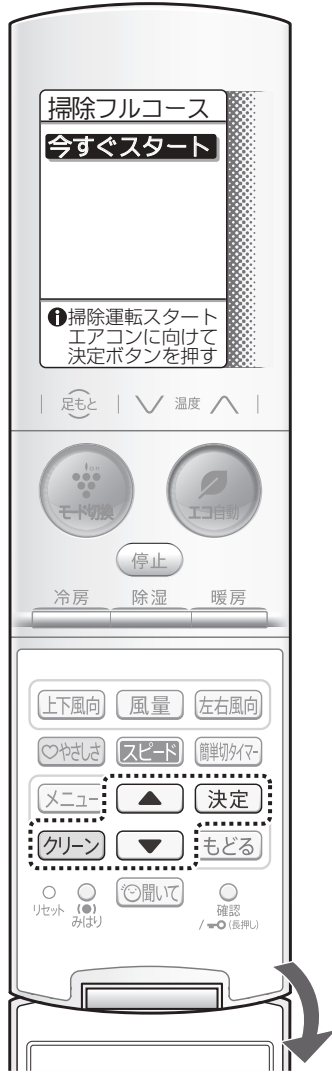 掃除フルコース
今すぐスタート
❶掃除運転スタート
エアコンに向けて
決定ボタンを押す
足もと 温度
モード切換 エコ自動
停止
冷房 除湿 暖房
上下風向 風量 左右風向
♡やさしさ スピード 簡単切タイマー
メニュー ▲ 決定
クリーン ▼ もどる
リセット みはり 聞いて 確認
/ (長押し)